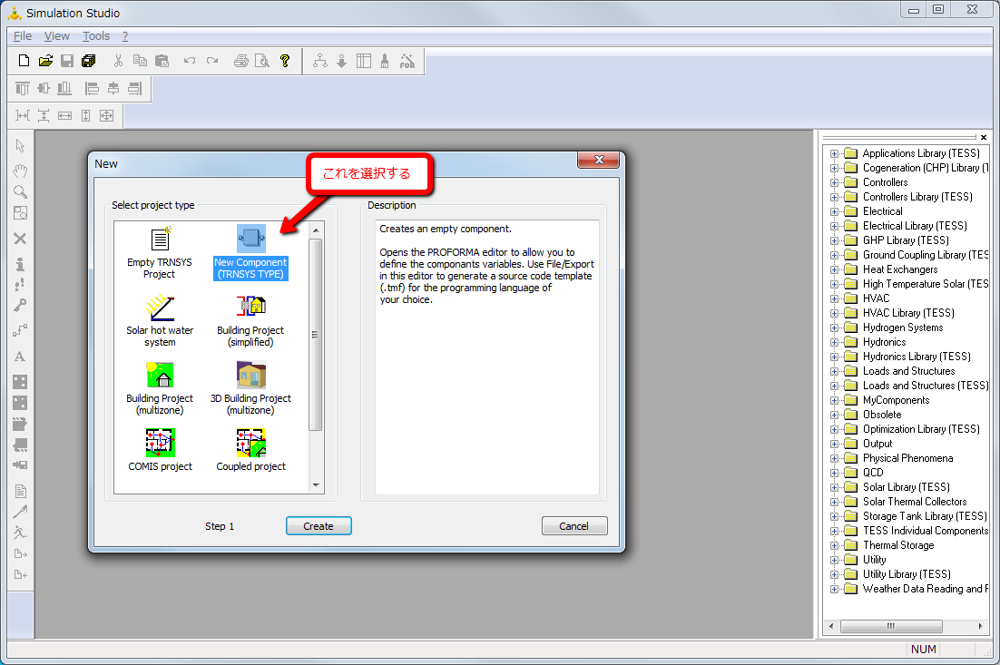 Simulation Studio
File View Tools ?
FOR
New
これを選択する
Select project type
Empty TRNSYS
Project
New Component
(TRNSYS TYPE)
Solar hot water
system
Building Project
(simplified)
Building Project
(multizone)
3D Building Project
(multizone)
COMIS project
Coupled project
Description
Creates an empty component.
Opens the PROFORMA editor to allow you to
define the componants variables. Use File/Export
in this editor to generate a source code template
(.tmf) for the programming language of
your choice.
Step 1
Create
Cancel
Applications Library (TESS)
Cogeneration (CHP) Library (T
Controllers
Controllers Library (TESS)
Electrical
Electrical Library (TESS)
GHP Library (TESS)
Ground Coupling Library (TES
Heat Exchangers
High Temperature Solar (TES
HVAC
HVAC Library (TESS)
Hydrogen Systems
Hydronics
Hydronics Library (TESS)
Loads and Structures
Loads and Structures (TESS)
MyComponents
Obsolete
Optimization Library (TESS)
Output
Physical Phenomena
QCD
Solar Library (TESS)
Solar Thermal Collectors
Storage Tank Library (TESS)
TESS Individual Components
Thermal Storage
Utility
Utility Library (TESS)
Weather Data Reading and F
NUM